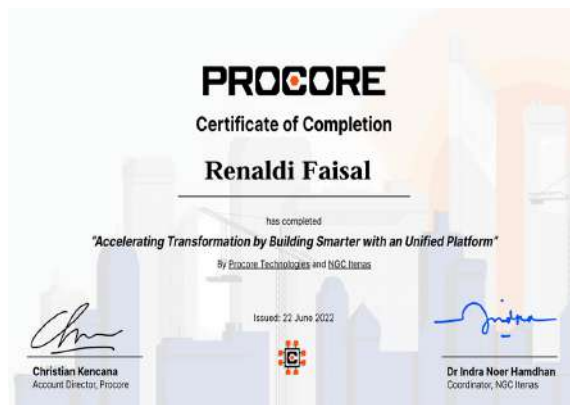 PROCORE
Certificate of Completion
Renaldi Faisal
has completed
"Accelerating Transformation by Building Smarter with an Unified Platform"
By Procore Technologies and NGC Itenas
Issued: 22 June 2022
Indra
C
Christian Kencana
Account Director, Procore
Dr Indra Noer Hamdhan
Coordinator, NGC Itenas